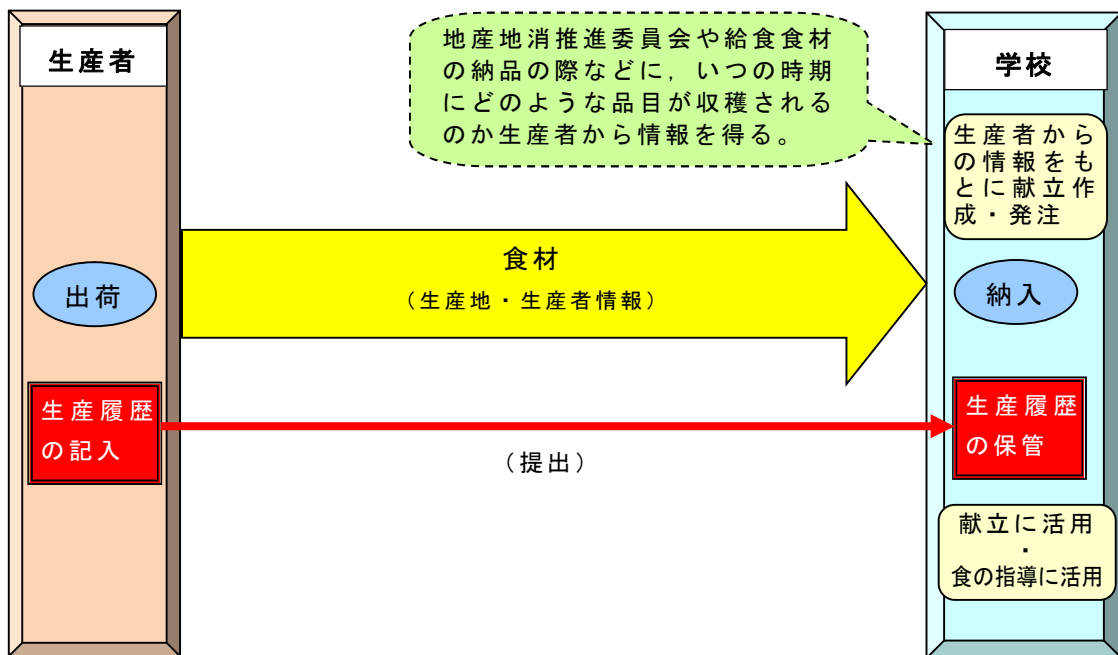 生産者
地産地消推進委員会や給食食材
の納品の際などに，いつの時期
にどのような品目が収穫される
のか生産者から情報を得る。
学校
生産者から
の情報をも
とに献立作
成・発注
食材
（生産地・生産者情報）
出荷
納入
生産履歴
の記入
（提出）
生産履歴
の保管
献立に活用
・
食の指導に活用